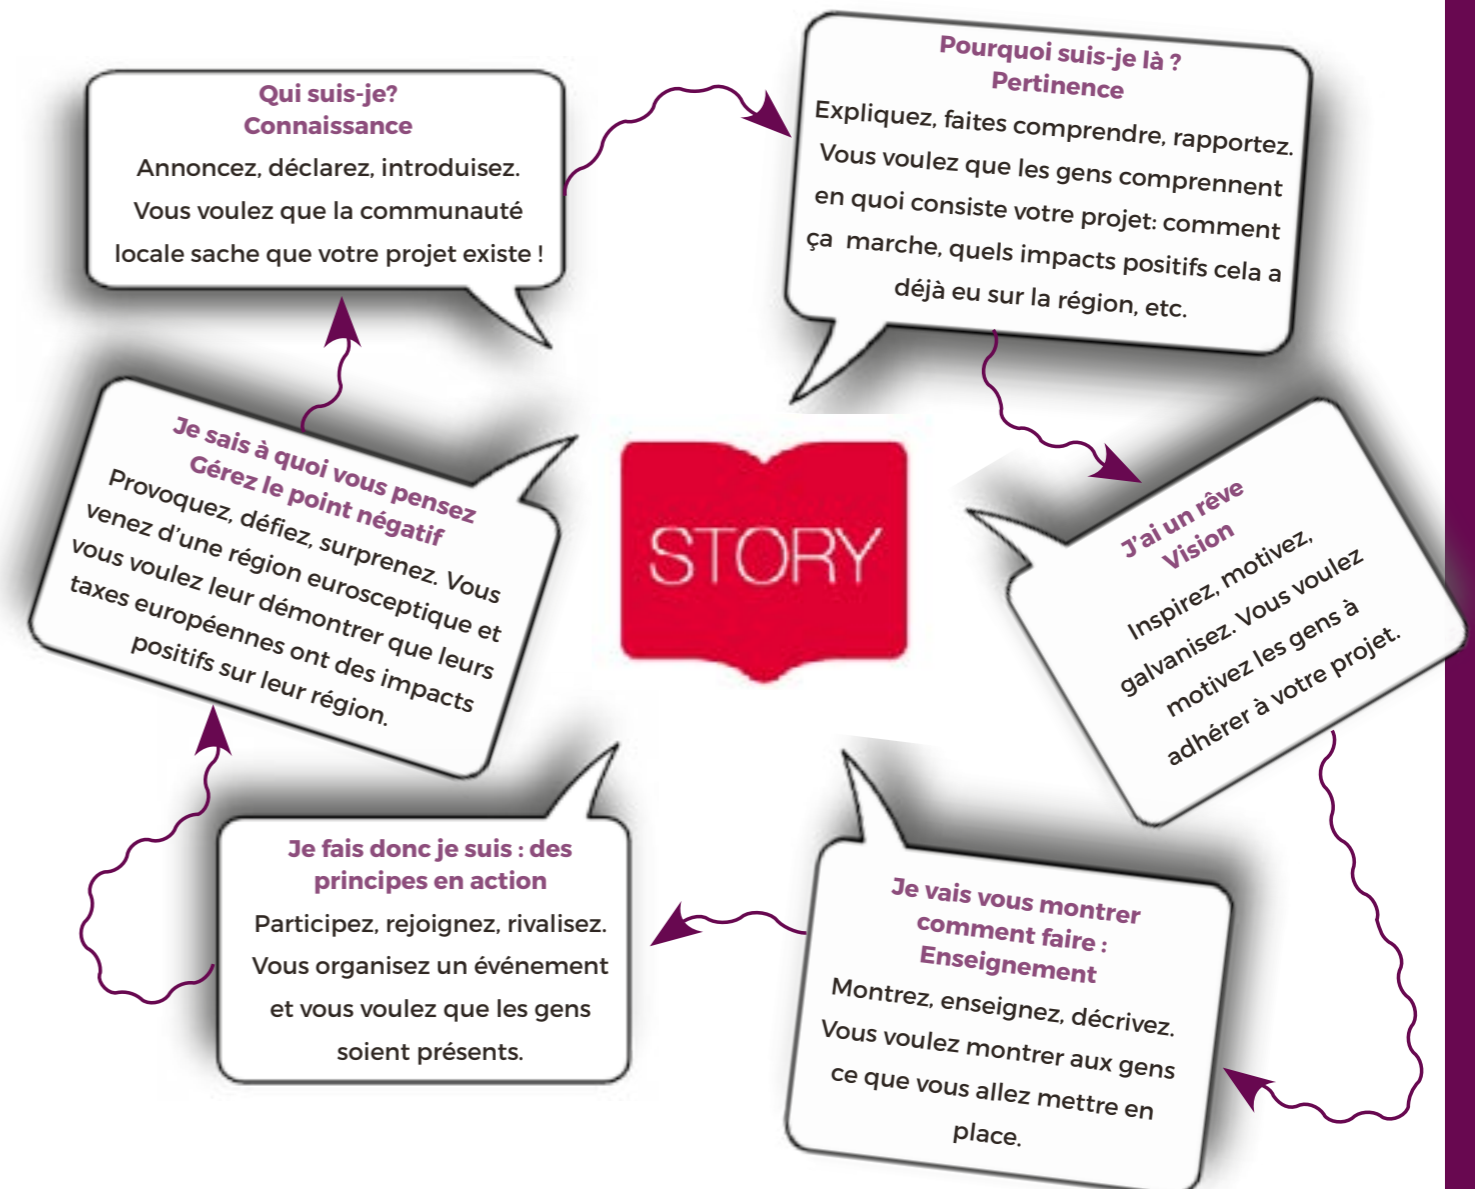 Qui suis-je?
Connaissance
Annoncez, déclarez, introduisez.
Vous voulez que la communauté
locale sache que votre projet existe !
Pourquoi suis-je là ?
Pertinence
Expliquez, faites comprendre, rapportez.
Vous voulez que les gens comprennent
en quoi consiste votre projet: comment
ça marche, quels impacts positifs cela a
déjà eu sur la région, etc.
J'ai un rêve
Vision
Inspirez, motivez,
galvanisez. Vous voulez
motivez les gens à
adhérer à votre projet.
Je vais vous montrer
comment faire :
Enseignement
Montrez, enseignez, décrivez.
Vous voulez montrer aux gens
ce que vous allez mettre en
place.
Je fais donc je suis : des
principes en action
Participez, rejoignez, rivalisez.
Vous organisez un événement
et vous voulez que les gens
soient présents.
Je sais à quoi vous pensez
Gérez le point négatif
Provoquez, défiez, surprenez. Vous
venez d'une région eurosceptique et
vous voulez leur démontrer que leurs
taxes européennes ont des impacts
positifs sur leur région.
STORY